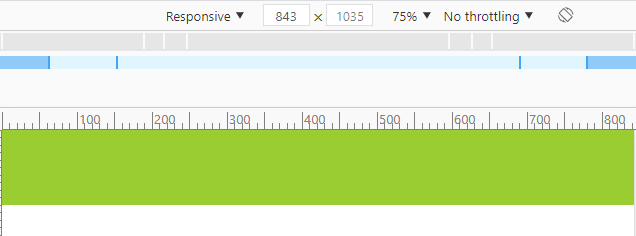 Responsive ▼ 843 × 1035 75% ▼ No throttling ▼
100 200 300 400 500 600 700 800